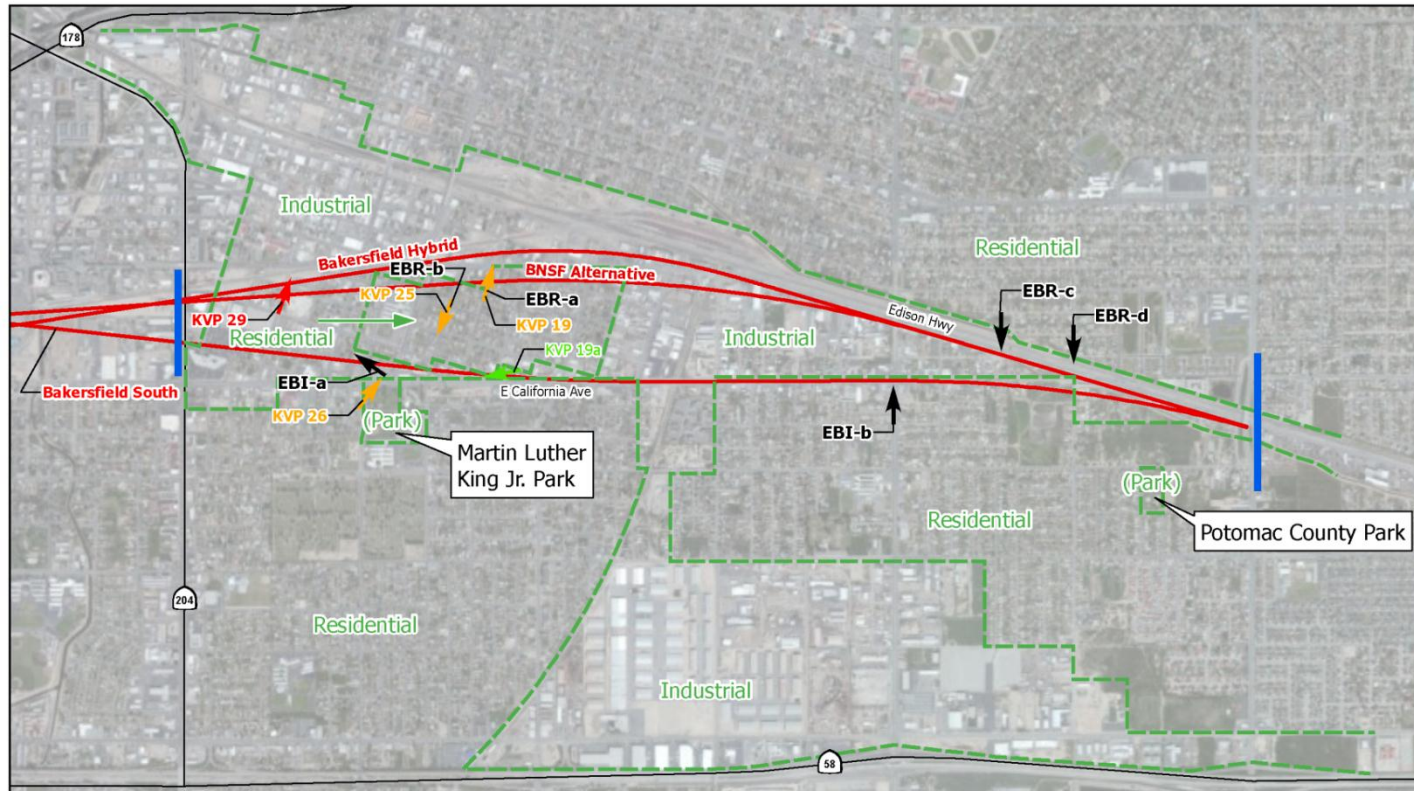 178
Industrial
Residential
Bakersfield Hybrid
EBR-b
BNSF Alternative
KVP 25
EBR-a
EBR-c
KVP 29
KVP 19
Edison Hwy
EBR-d
Residential
Industrial
KVP 19a
EBI-a
Bakersfield South
E California Ave
KVP 26
(Park)
EBI-b
Martin Luther
King Jr. Park
(Park)
Residential
Potomac County Park
204
Residential
Industrial
58